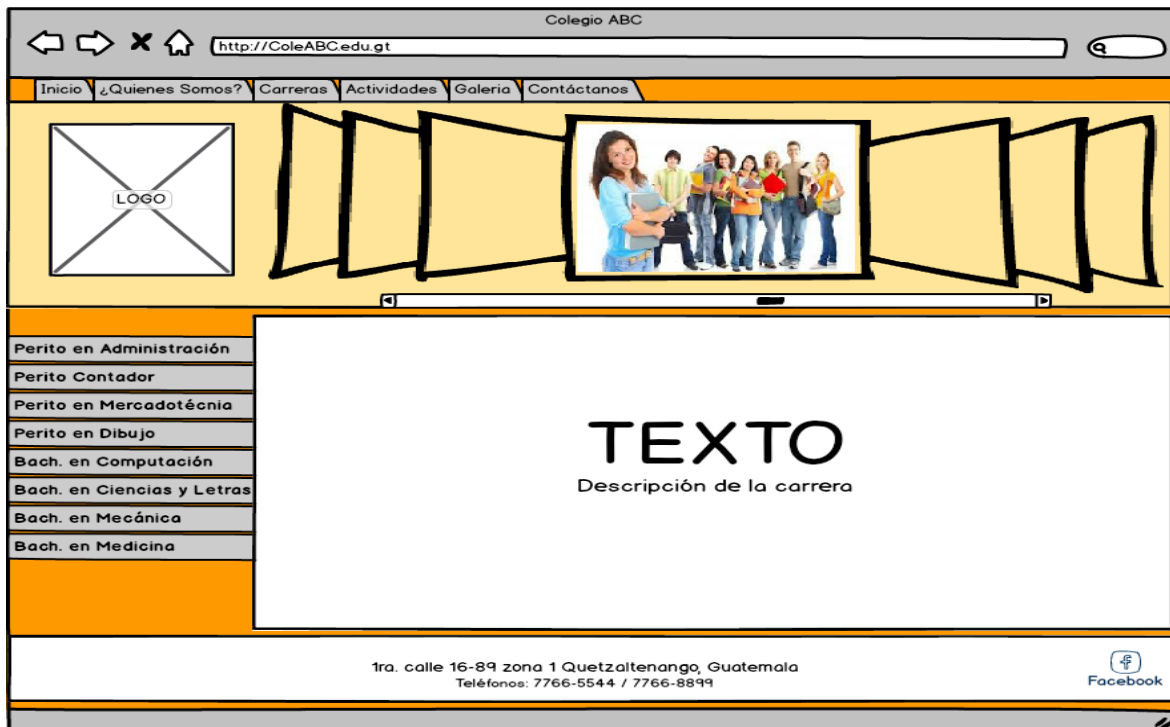 Colegio ABC
http://ColeABC.edu.gt
Inicio ¿Quienes Somos? Carreras Actividades Galeria Contáctanos
LOGO
Perito en Administración
Perito Contador
Perito en Mercadotécnia
Perito en Dibujo
Bach. en Computación
Bach. en Ciencias y Letras
Bach. en Mecánica
Bach. en Medicina
TEXTO
Descripción de la carrera
1ra. calle 16-89 zona 1 Quetzaltenango, Guatemala
Teléfonos: 7766-5544 / 7766-8899
Facebook